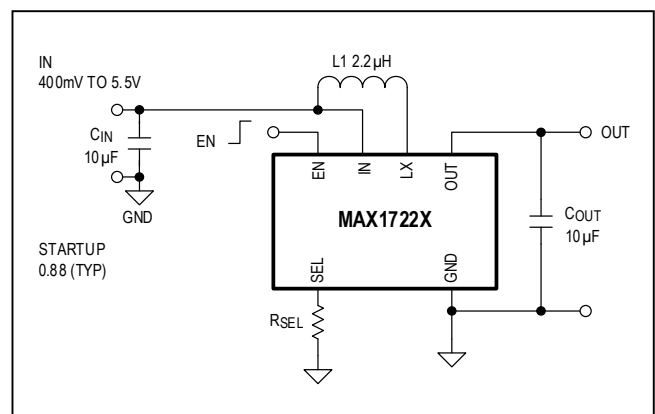 IN
400mV TO 5.5V
L1 2.2µH
CIN
10µF
EN
OUT
EN
IN
LX
OUT
GND
MAX1722X
COUT
10µF
STARTUP
0.88 (TYP)
SEL
GND
RSEL